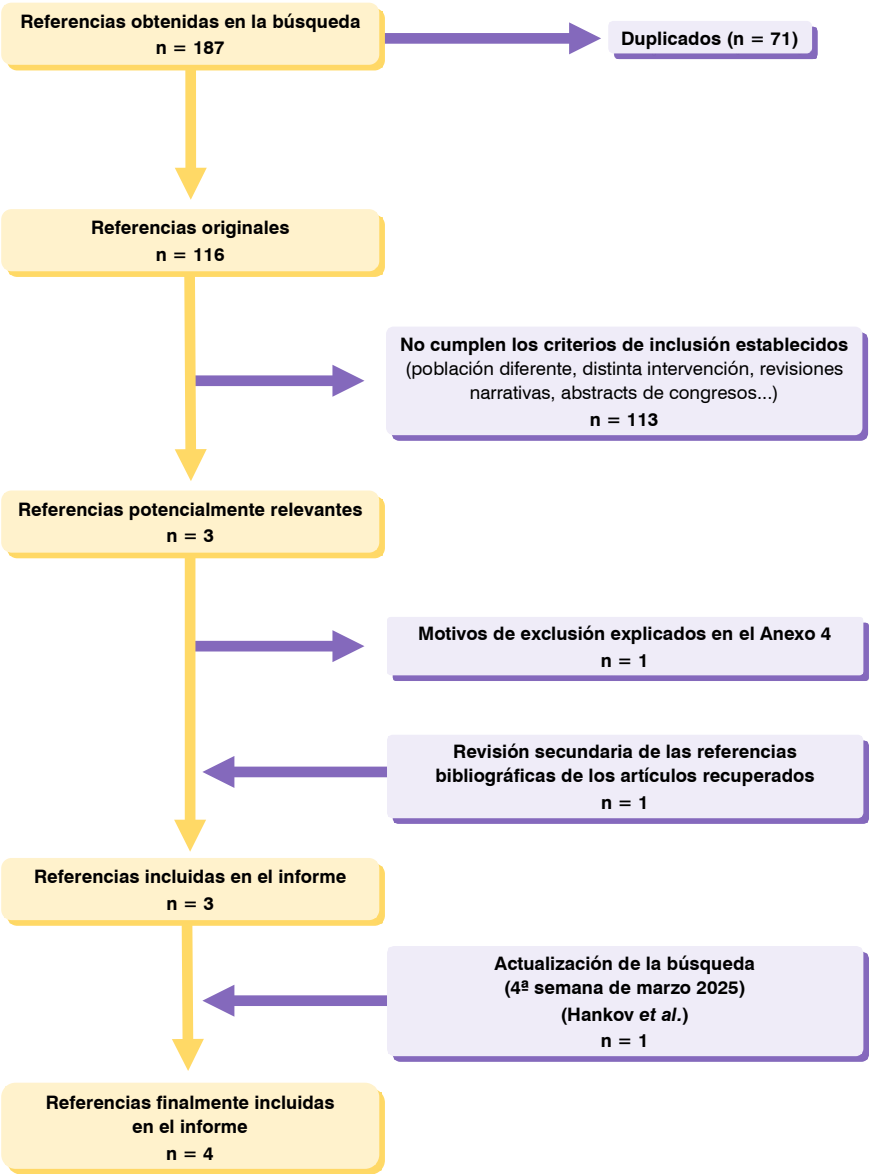 Referencias obtenidas en la búsqueda
n = 187
Duplicados (n = 71)
Referencias originales
n = 116
No cumplen los criterios de inclusión establecidos
(población diferente, distinta intervención, revisiones
narrativas, abstracts de congresos...)
n = 113
Referencias potencialmente relevantes
n = 3
Motivos de exclusión explicados en el Anexo 4
n = 1
Revisión secundaria de las referencias
bibliográficas de los artículos recuperados
n = 1
Referencias incluidas en el informe
n = 3
Actualización de la búsqueda
(4ª semana de marzo 2025)
(Hankov et al.)
n = 1
Referencias finalmente incluidas
en el informe
n = 4